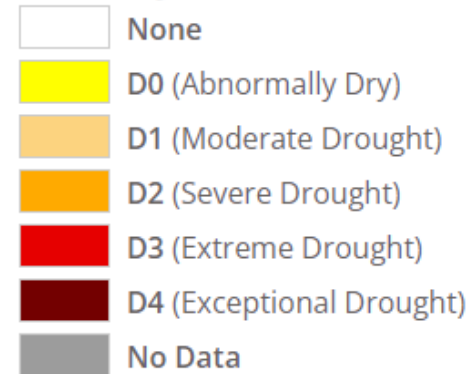 None
D0 (Abnormally Dry)
D1 (Moderate Drought)
D2 (Severe Drought)
D3 (Extreme Drought)
D4 (Exceptional Drought)
No Data